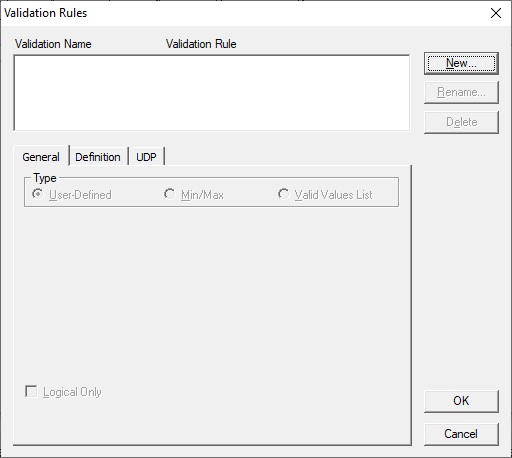 Validation Rules
Validation Name Validation Rule
New...
Rename...
Delete
General Definition UDP
Type
User-Defined Min/Max Valid Values List
Logical Only
OK
Cancel